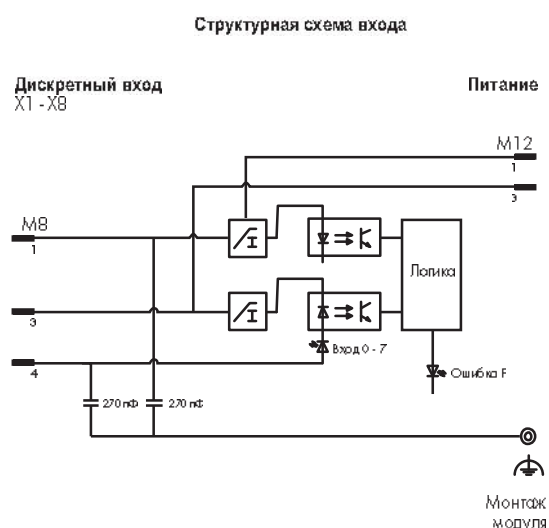 Структурная схема входа
Дискретный вход
X1 - X8
Питание
M12
1
3
M8
1
3
4
Логика
Вход 0 - 7
Ошибка F
270 пФ
270 пФ
Монтаж
модуля